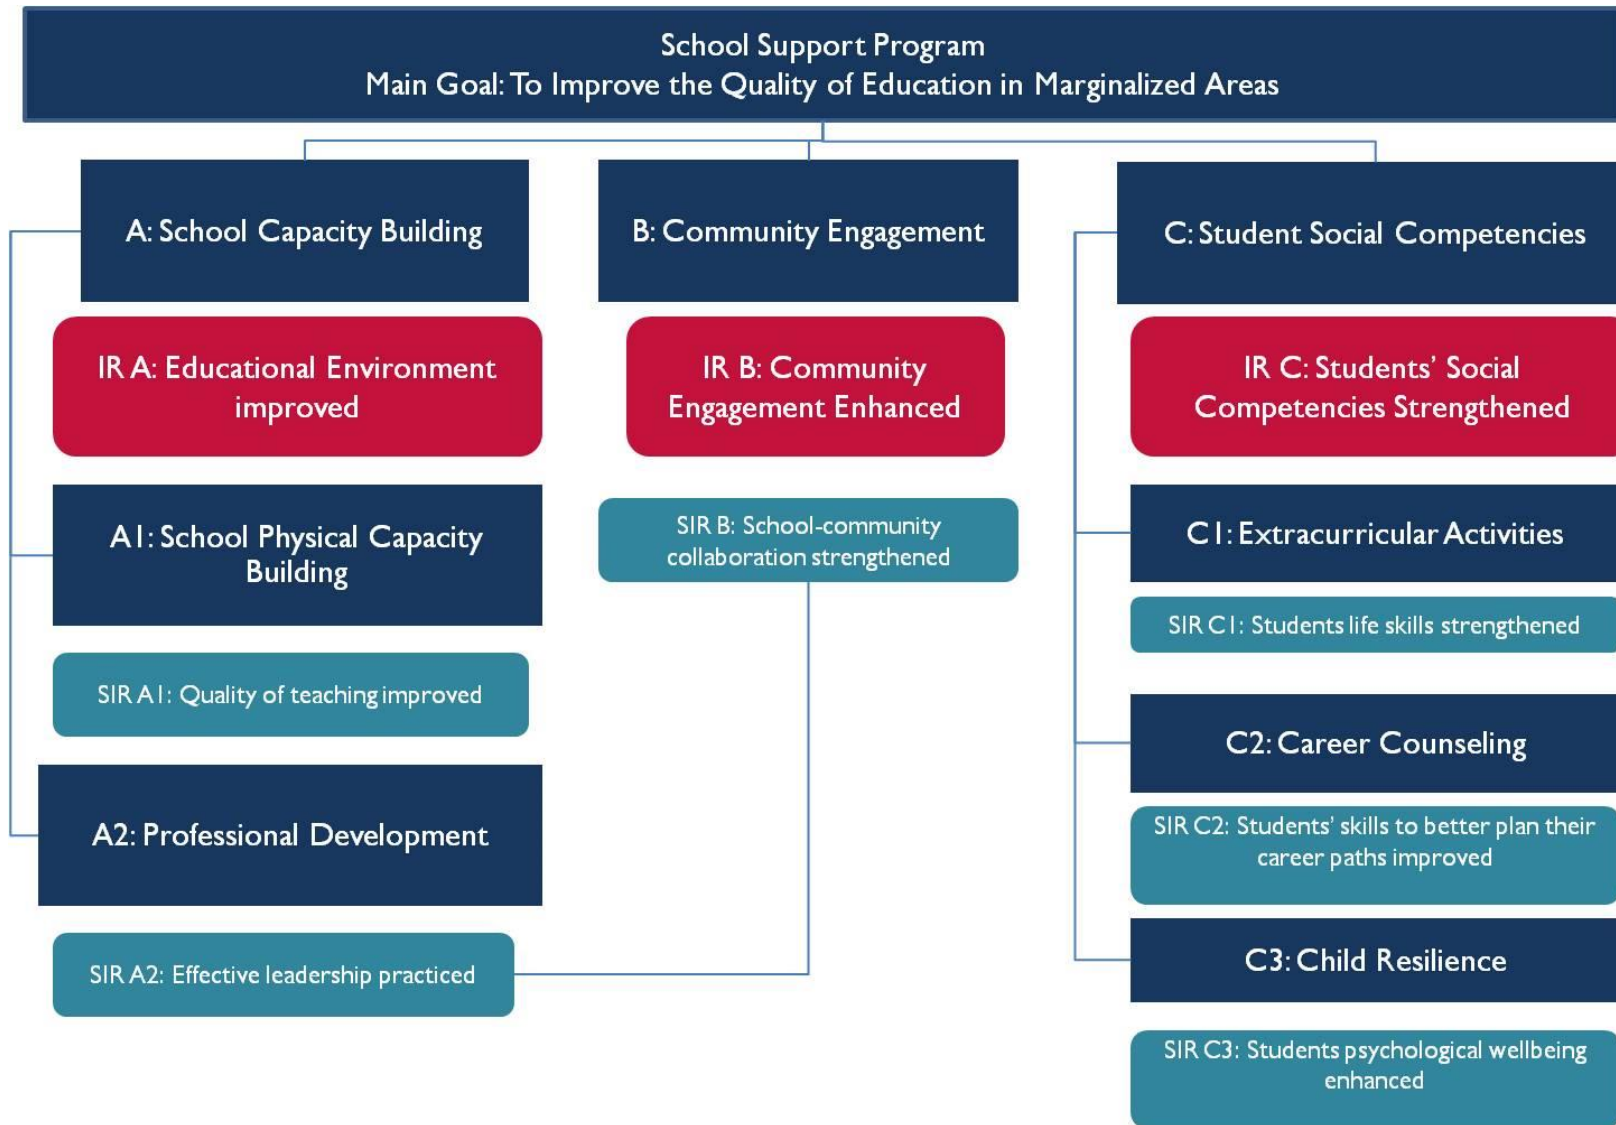 School Support Program
Main Goal: To Improve the Quality of Education in Marginalized Areas
A: School Capacity Building
IR A: Educational Environment
improved
A1: School Physical Capacity
Building
SIR A1: Quality of teaching improved
A2: Professional Development
SIR A2: Effective leadership practiced
B: Community Engagement
IR B: Community
Engagement Enhanced
SIR B: School-community
collaboration strengthened
C: Student Social Competencies
IR C: Students’ Social
Competencies Strengthened
C1: Extracurricular Activities
SIR C1: Students life skills strengthened
C2: Career Counseling
SIR C2: Students’ skills to better plan their
career paths improved
C3: Child Resilience
SIR C3: Students psychological wellbeing
enhanced